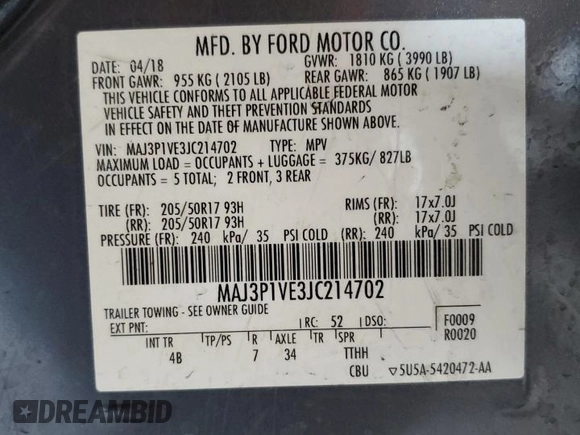 MFD. BY FORD MOTOR CO.
DATE: 04/18 GVWR: 1810 KG ( 3990 LB)
FRONT GAWR: 955 KG ( 2105 LB) REAR GAWR: 865 KG ( 1907 LB)
THIS VEHICLE CONFORMS TO ALL APPLICABLE FEDERAL MOTOR
VEHICLE SAFETY AND THEFT PREVENTION STANDARDS
IN EFFECT ON THE DATE OF MANUFACTURE SHOWN ABOVE.
VIN: MAJ3P1VE3JC214702 TYPE: MPV
MAXIMUM LOAD = OCCUPANTS + LUGGAGE = 375KG/ 827LB
OCCUPANTS = 5 TOTAL; 2 FRONT, 3 REAR
TIRE (FR): 205/50R17 93H RIMS (FR): 17x7.0J
(RR): 205/50R17 93H (RR): 17x7.0J
PRESSURE (FR): 240 kPa/ 35 PSI COLD (RR): 240 kPa/ 35 PSI COLD
MAJ3P1VE3JC214702
TRAILER TOWING - SEE OWNER GUIDE
EXT PNT: RC: 52 DSO: F0009
R0020
INT TR TP/PS R AXLE TR SPR
4B 7 34 TTHH
CBU ▽5U5A-5420472-AA
DREAMBID